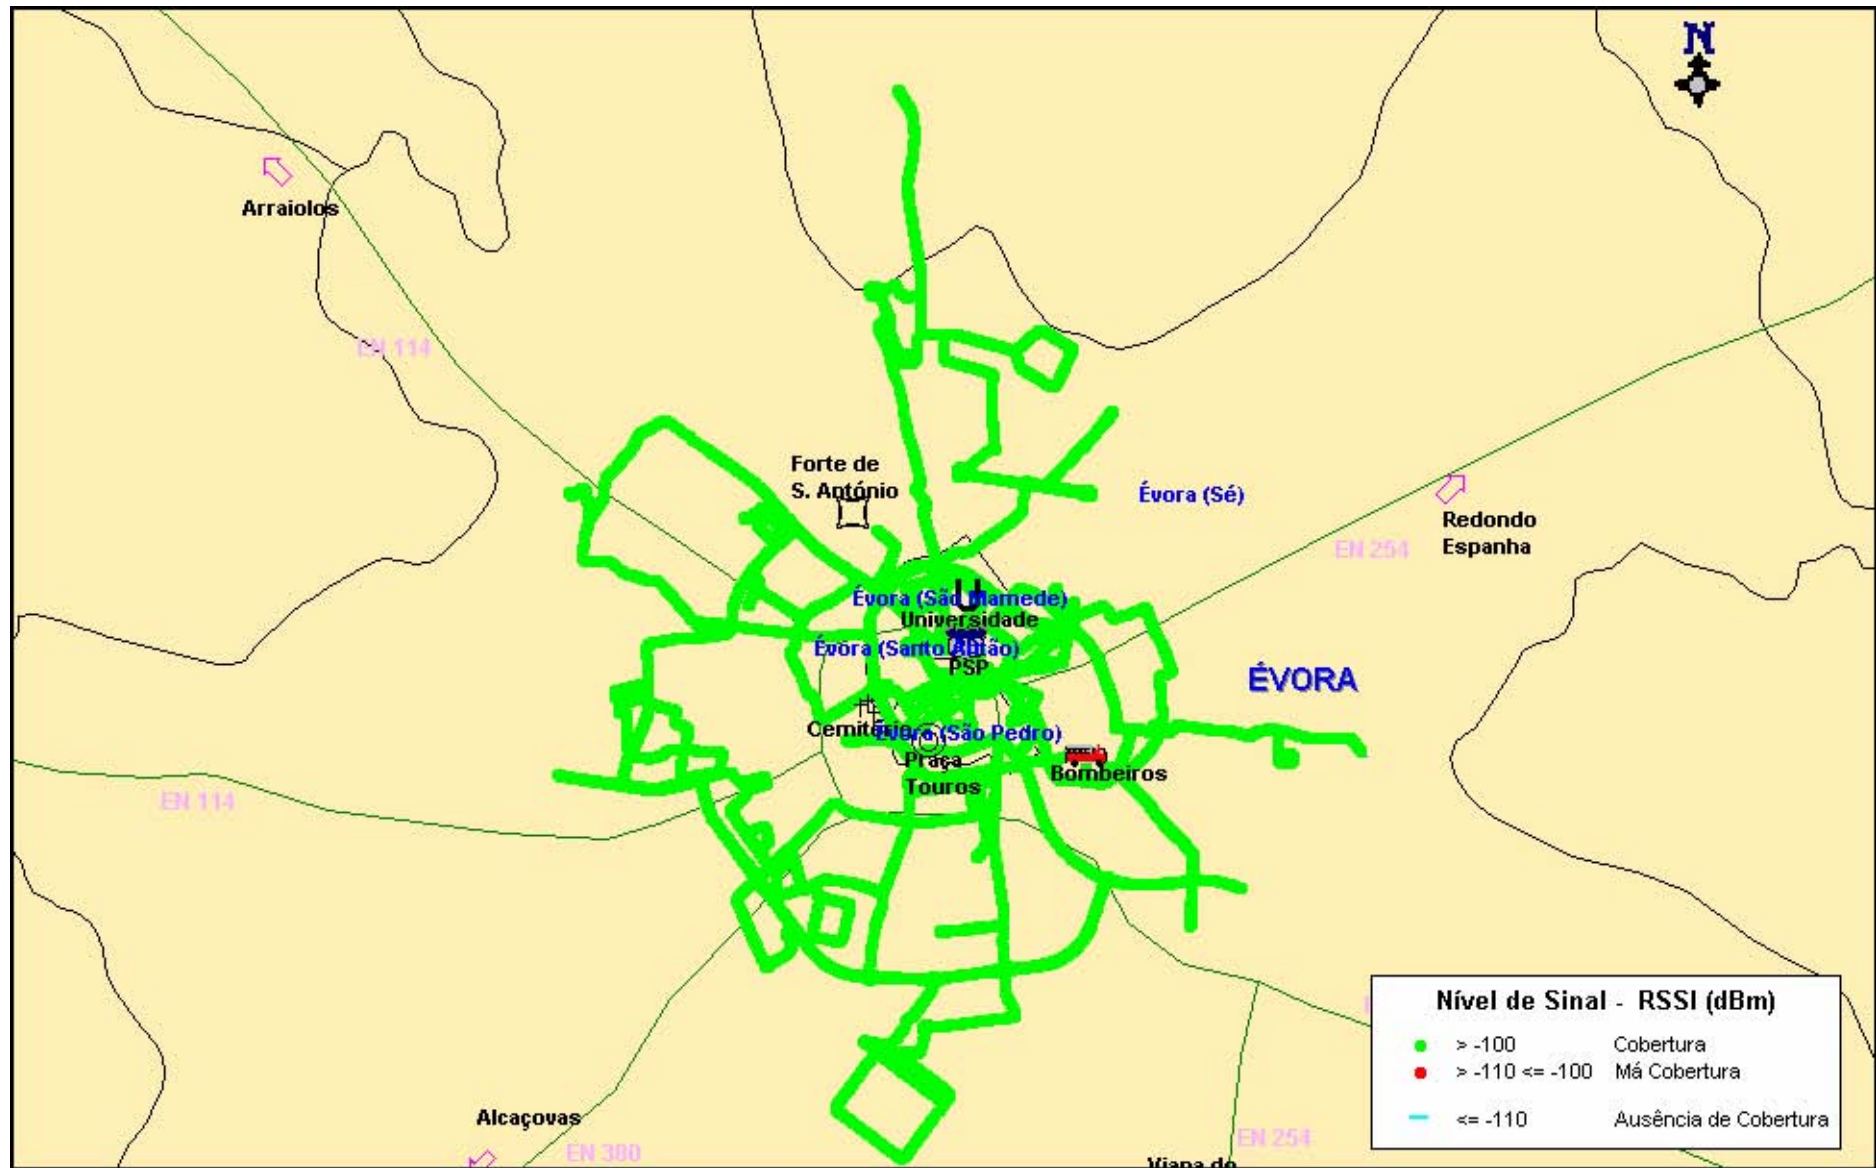 N
Arraiolos
EN 114
Forte de
S. António
Évora (Sé)
Redondo
Espanha
EN 254
U
Évora (São Mamede)
Universidade
Évora (Santo Antão)
PSP
ÉVORA
Cemitério
Évora (São Pedro)
Praça
Touros
Bombeiros
EN 114
Nível de Sinal - RSSI (dBm)
> -100 Cobertura
> -110 <= -100 Má Cobertura
<= -110 Ausência de Cobertura
Alcaçovas
EN 380
EN 254
Viana do